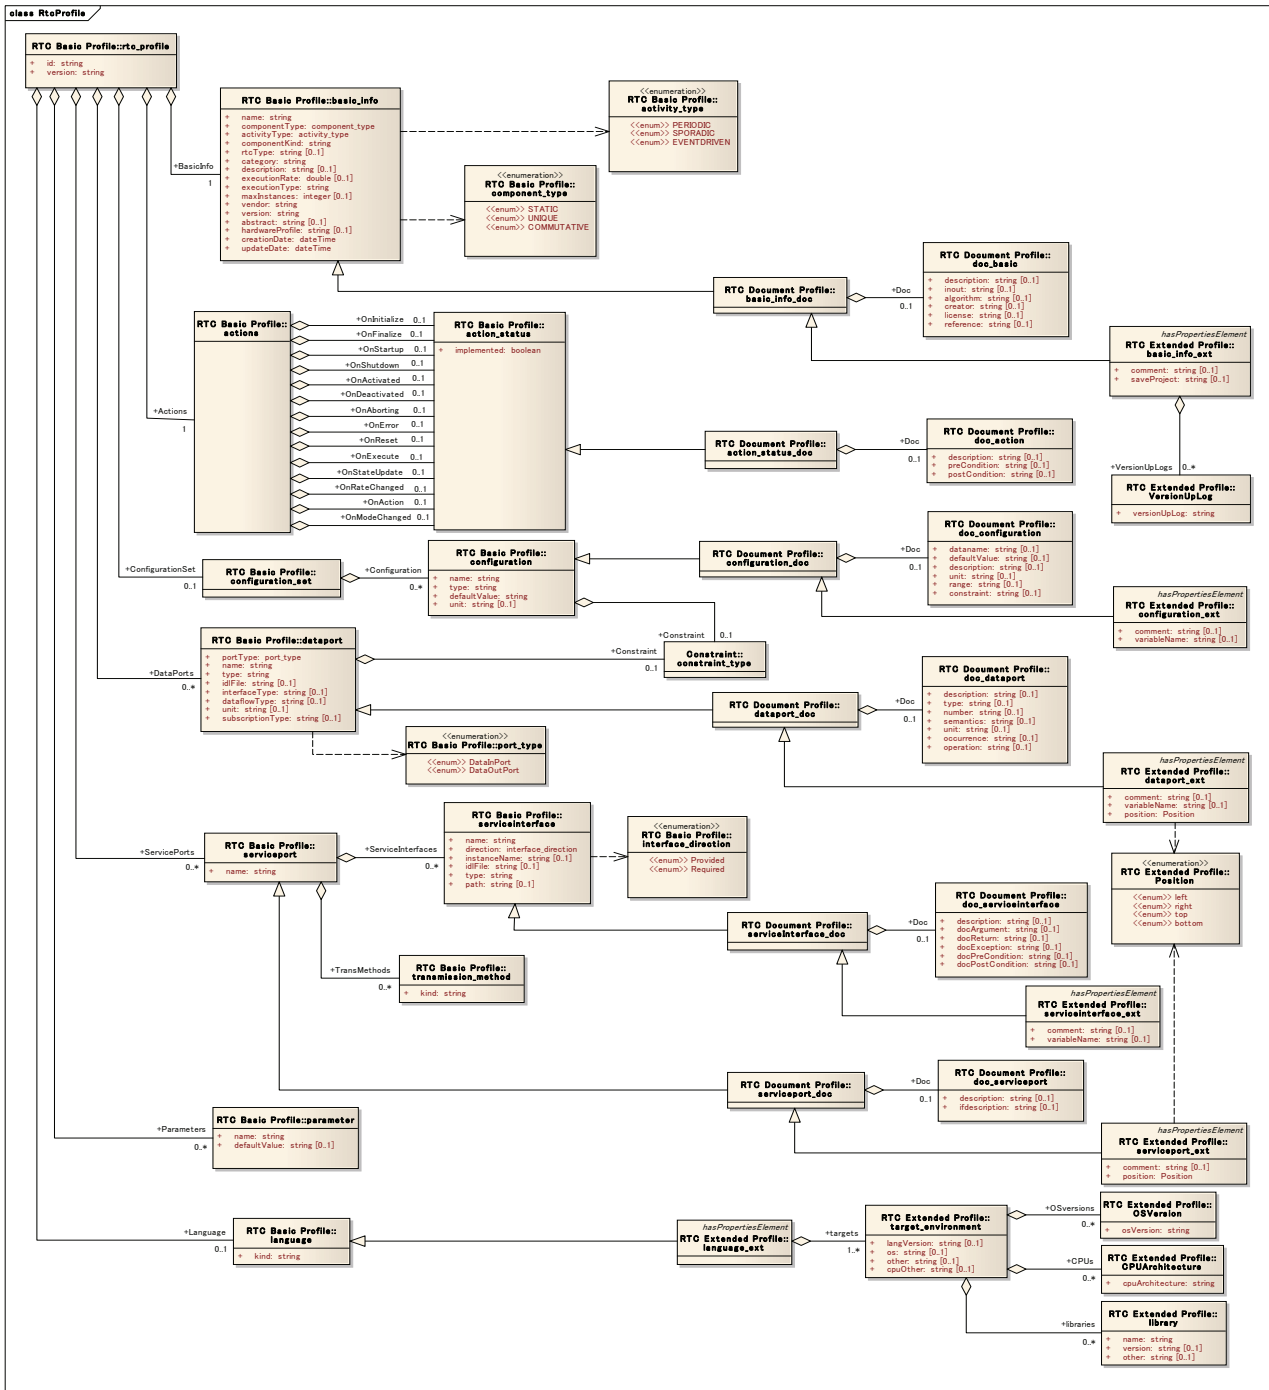 class RtcProfile
RTC Basic Profile::rtc_profile
+ id: string
+ version: string
RTC Basic Profile::basic_info
+ name: string
+ componentType: component_type
+ activityType: activity_type
+ componentKind: string
+ rtcType: string [0..1]
+ category: string
+ description: string [0..1]
+ executionRate: double [0..1]
+ executionType: string
+ maxInstances: integer [0..1]
+ vendor: string
+ version: string
+ abstract: string [0..1]
+ hardwareProfile: string [0..1]
+ creationDate: dateTime
+ updateDate: dateTime
+BasicInfo
1
<<enumeration>>
RTC Basic Profile::
activity_type
<<enum>> PERIODIC
<<enum>> SPORADIC
<<enum>> EVENTDRIVEN
<<enumeration>>
RTC Basic Profile::
component_type
<<enum>> STATIC
<<enum>> UNIQUE
<<enum>> COMMUTATIVE
RTC Document Profile::
basic_info_doc
+Doc
0..1
RTC Document Profile::
doc_basic
+ description: string [0..1]
+ inout: string [0..1]
+ algorithm: string [0..1]
+ creator: string [0..1]
+ license: string [0..1]
+ reference: string [0..1]
hasPropertiesElement
RTC Extended Profile::
basic_info_ext
+ comment: string [0..1]
+ saveProject: string [0..1]
+VersionUpLogs 0..*
RTC Extended Profile::
VersionUpLog
+ versionUpLog: string
+Actions
1
RTC Basic Profile::
actions
+OnInitialize 0..1
+OnFinalize 0..1
+OnStartup 0..1
+OnShutdown 0..1
+OnActivated 0..1
+OnDeactivated 0..1
+OnAborting 0..1
+OnError 0..1
+OnReset 0..1
+OnExecute 0..1
+OnStateUpdate 0..1
+OnRateChanged 0..1
+OnAction 0..1
+OnModeChanged 0..1
RTC Basic Profile::
action_status
+ implemented: boolean
RTC Document Profile::
action_status_doc
+Doc
0..1
RTC Document Profile::
doc_action
+ description: string [0..1]
+ preCondition: string [0..1]
+ postCondition: string [0..1]
+ConfigurationSet
0..1
RTC Basic Profile::
configuration_set
+Configuration
0..*
RTC Basic Profile::
configuration
+ name: string
+ type: string
+ defaultValue: string
+ unit: string [0..1]
RTC Document Profile::
configuration_doc
+Doc
0..1
RTC Document Profile::
doc_configuration
+ dataname: string [0..1]
+ defaultValue: string [0..1]
+ description: string [0..1]
+ unit: string [0..1]
+ range: string [0..1]
+ constraint: string [0..1]
hasPropertiesElement
RTC Extended Profile::
configuration_ext
+ comment: string [0..1]
+ variableName: string [0..1]
+Constraint 0..1
+Constraint
0..1
Constraint::
constraint_type
+DataPorts
0..*
RTC Basic Profile::dataport
+ portType: port_type
+ name: string
+ type: string
+ idlFile: string [0..1]
+ interfaceType: string [0..1]
+ dataflowType: string [0..1]
+ unit: string [0..1]
+ subscriptionType: string [0..1]
<<enumeration>>
RTC Basic Profile::port_type
<<enum>> DataInPort
<<enum>> DataOutPort
RTC Document Profile::
dataport_doc
+Doc
0..1
RTC Document Profile::
doc_dataport
+ description: string [0..1]
+ type: string [0..1]
+ number: string [0..1]
+ semantics: string [0..1]
+ unit: string [0..1]
+ occurrence: string [0..1]
+ operation: string [0..1]
hasPropertiesElement
RTC Extended Profile::
dataport_ext
+ comment: string [0..1]
+ variableName: string [0..1]
+ position: Position
+ServicePorts
0..*
RTC Basic Profile::
serviceport
+ name: string
+ServiceInterfaces
0..*
RTC Basic Profile::
serviceinterface
+ name: string
+ direction: interface_direction
+ instanceName: string [0..1]
+ idlFile: string [0..1]
+ type: string
+ path: string [0..1]
<<enumeration>>
RTC Basic Profile::
interface_direction
<<enum>> Provided
<<enum>> Required
<<enumeration>>
RTC Extended Profile::
Position
<<enum>> left
<<enum>> right
<<enum>> top
<<enum>> bottom
RTC Document Profile::
serviceInterface_doc
+Doc
0..1
RTC Document Profile::
doc_serviceinterface
+ description: string [0..1]
+ docArgument: string [0..1]
+ docReturn: string [0..1]
+ docException: string [0..1]
+ docPreCondition: string [0..1]
+ docPostCondition: string [0..1]
+TransMethods
0..*
RTC Basic Profile::
transmission_method
+ kind: string
hasPropertiesElement
RTC Extended Profile::
serviceinterface_ext
+ comment: string [0..1]
+ variableName: string [0..1]
RTC Document Profile::
serviceport_doc
+Doc
0..1
RTC Document Profile::
doc_serviceport
+ description: string [0..1]
+ ifdescription: string [0..1]
+Parameters
0..*
RTC Basic Profile::parameter
+ name: string
+ defaultValue: string [0..1]
hasPropertiesElement
RTC Extended Profile::
serviceport_ext
+ comment: string [0..1]
+ position: Position
+Language
0..1
RTC Basic Profile::
language
+ kind: string
hasPropertiesElement
RTC Extended Profile::
language_ext
+targets
1..*
RTC Extended Profile::
target_environment
+ langVersion: string [0..1]
+ os: string [0..1]
+ other: string [0..1]
+ cpuOther: string [0..1]
+OSversions
0..*
RTC Extended Profile::
OSVersion
+ osVersion: string
+CPUs
0..*
RTC Extended Profile::
CPUArchitecture
+ cpuArchitecture: string
+libraries
0..*
RTC Extended Profile::
library
+ name: string
+ version: string [0..1]
+ other: string [0..1]